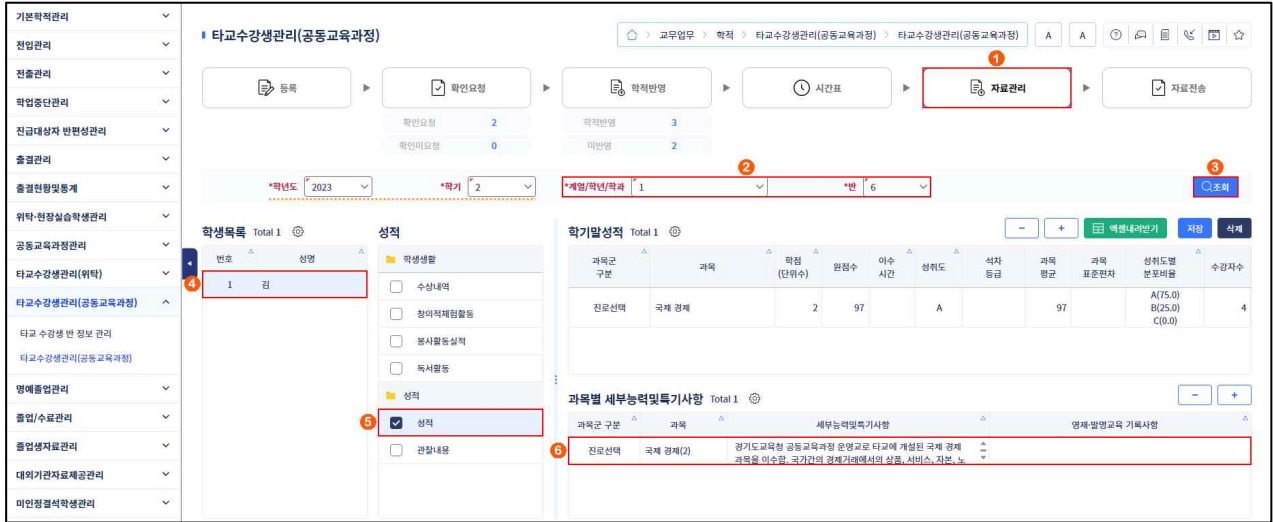 기본학적관리
전입관리
전출관리
학업중단관리
진급대상자 반편성관리
출결관리
출결현황및통계
위탁·현장실습학생관리
공동교육과정관리
타교수강생관리(위탁)
타교수강생관리(공동교육과정)
타교 수강생 반 정보 관리
타교수강생관리(공동교육과정)
명예졸업관리
졸업/수료관리
졸업생자료관리
대외기관자료제공관리
미인정결석학생관리
타교수강생관리(공동교육과정)
교무업무 > 학적 > 타교수강생관리(공동교육과정) > 타교수강생관리(공동교육과정)
A A
1
등록 ▶ 확인요청 ▶ 학적반영 ▶ 시간표 ▶ 자료관리 ▶ 자료전송
확인요청 2 학적반영 3
확인미요청 0 미반영 2
2 3
*학년도 2023 *학기 2 *계열/학년/학과 1 *반 6 조회
학생목록 Total 1
번호 성명
4
1 김
성적
학생생활
수상내역
창의적체험활동
봉사활동실적
독서활동
성적
5 성적
관찰내용
학기말성적 Total 1 - + 엑셀내려받기 저장 삭제
과목군 구분 과목 학점 (단위수) 원점수 이수 시간 성취도 석차 등급 과목 평균 과목 표준편차 성취도별 분포비율 수강자수
진로선택 국제 경제 2 97 A 97 A(75.0) 4
B(25.0)
C(0.0)
과목별 세부능력및특기사항 Total 1 - +
과목군 구분 과목 세부능력및특기사항 영재·발명교육 기록사항
6 진로선택 국제 경제(2) 경기도교육청 공동교육과정 운영교로 타교에 개설된 국제 경제
과목을 이수함. 국가간의 경제거래에서의 상품, 서비스, 자본, 노